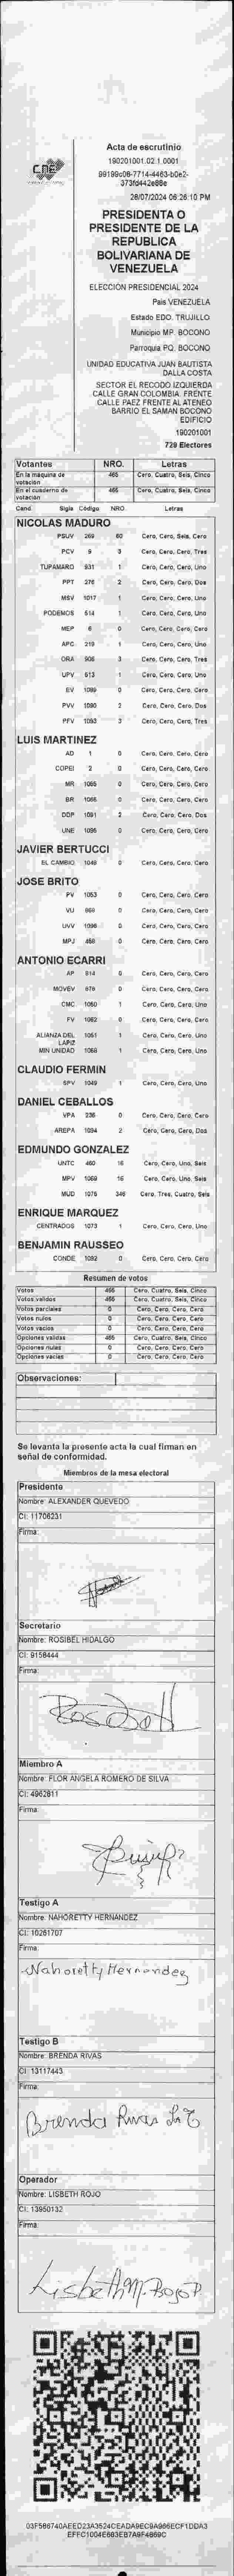 CNE
Acta de escrutinio
190201001.02.1.0001
28/07/2024 06:26:10 PM
PRESIDENTA O
PRESIDENTE DE LA
REPUBLICA
BOLIVARIANA DE
VENEZUELA
ELECCION PRESIDENCIAL 2024
Pais VENEZUELA
Estado EDO. TRUJILLO
Municipio MP. BOCONO
Parroquia PQ. BOCONO
UNIDAD EDUCATIVA JUAN BAUTISTA
DALLA COSTA
SECTOR EL RECODO IZQUIERDA
CALLE GRAN COLOMBIA. FRENTE
CALLE PAEZ FRENTE AL ATENEO
BARRIO EL SAMAN BOCONO
EDIFICIO
190201001
729 Electores
Votantes NRO. Letras
En la maquina de votación 465 Cero, Cuatro, Seis, Cinco
En el cuaderno de votación 465 Cero, Cuatro, Seis, Cinco
Cand. Sigla Código NRO. Letras
NICOLAS MADURO
PSUV 269 60 Cero, Cero, Seis, Cero
PCV 9 3 Cero, Cero, Cero, Tres
TUPAMARO 931 1 Cero, Cero, Cero, Uno
PPT 376 2 Cero, Cero, Cero, Dos
MSV 1017 1 Cero, Cero, Cero, Uno
PODEMOS 514 1 Cero, Cero, Cero, Uno
MEP 6 0 Cero, Cero, Cero, Cero
APC 219 1 Cero, Cero, Cero, Uno
ORA 906 3 Cero, Cero, Cero, Tres
UPV 613 1 Cero, Cero, Cero, Uno
EV 1089 0 Cero, Cero, Cero, Cero
PVV 1090 2 Cero, Cero, Cero, Dos
PFV 1093 3 Cero, Cero, Cero, Tres
LUIS MARTINEZ
AD 1 0 Cero, Cero, Cero, Cero
COPEI 2 0 Cero, Cero, Cero, Cero
MR 1065 0 Cero, Cero, Cero, Cero
BR 1066 0 Cero, Cero, Cero, Cero
DDP 1091 2 Cero, Cero, Cero, Dos
UNE 1095 0 Cero, Cero, Cero, Cero
JAVIER BERTUCCI
EL CAMBIO 1048 0 Cero, Cero, Cero, Cero
JOSE BRITO
PV 1053 0 Cero, Cero, Cero, Cero
VU 868 0 Cero, Cero, Cero, Cero
UVV 1098 0 Cero, Cero, Cero, Cero
MPJ 458 0 Cero, Cero, Cero, Cero
ANTONIO ECARRI
AP 814 0 Cero, Cero, Cero, Cero
MOVEV 679 0 Cero, Cero, Cero, Cero
CMC 1050 1 Cero, Cero, Cero, Uno
FV 1062 0 Cero, Cero, Cero, Cero
ALIANZA DEL LAPIZ 1051 1 Cero, Cero, Cero, Uno
MIN UNIDAD 1068 1 Cero, Cero, Cero, Uno
CLAUDIO FERMIN
SPV 1049 1 Cero, Cero, Cero, Uno
DANIEL CEBALLOS
VPA 236 0 Cero, Cero, Cero, Cero
AREPA 1094 2 Cero, Cero, Cero, Dos
EDMUNDO GONZALEZ
UNTC 460 16 Cero, Cero, Uno, Seis
MPV 1069 16 Cero, Cero, Uno, Seis
MUD 1075 346 Cero, Tres, Cuatro, Seis
ENRIQUE MARQUEZ
CENTRADOS 1073 1 Cero, Cero, Cero, Uno
BENJAMIN RAUSSEO
CONDE 1092 0 Cero, Cero, Cero, Cero
Resumen de votos
Votos 465 Cero, Cuatro, Seis, Cinco
Votos validos 465 Cero, Cuatro, Seis, Cinco
Votos parciales 0 Cero, Cero, Cero, Cero
Votos nulos 0 Cero, Cero, Cero, Cero
Votos vacios 0 Cero, Cero, Cero, Cero
Opciones validas 465 Cero, Cuatro, Seis, Cinco
Opciones nulas 0 Cero, Cero, Cero, Cero
Opciones vacias 0 Cero, Cero, Cero, Cero
Observaciones:
Se levanta la presente acta la cual firman en
señal de conformidad.
Miembros de la mesa electoral
Presidente
Nombre: ALEXANDER QUEVEDO
CI: 11706231
Firma:
Secretario
Nombre: ROSIBEL HIDALGO
CI: 9158444
Firma:
Miembro A
Nombre: FLOR ANGELA ROMERO DE SILVA
CI: 4962811
Firma:
Testigo A
Nombre: NAHORETTY HERNANDEZ
CI: 10261707
Firma:
Nahoretty Hernandez
Testigo B
Nombre: BRENDA RIVAS
CI: 13117443
Firma:
Brenda Rivas
Operador
Nombre: LISBETH ROJO
CI: 13950132
Firma:
Lisbeth M. Rojo P
03F586740AEED23A3524CEADA9EC9A966ECF1DDA3
EFFC1004E683EB7A9F4869C